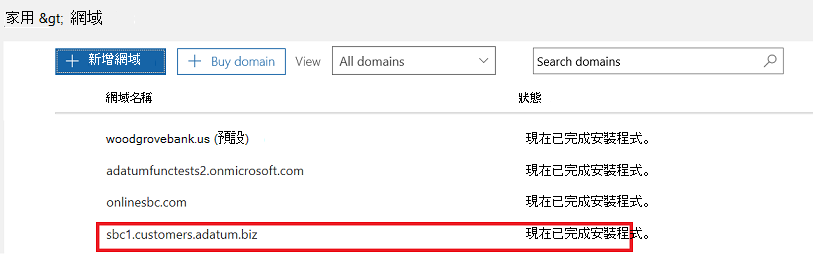 家用 &gt; 網域
+ 新增網域 + Buy domain View All domains Search domains
網域名稱 狀態
woodgrovebank.us (預設) 現在已完成安裝程式。
adatumfunctests2.onmicrosoft.com 現在已完成安裝程式。
onlinesbc.com 現在已完成安裝程式。
sbc1.customers.adatum.biz 現在已完成安裝程式。